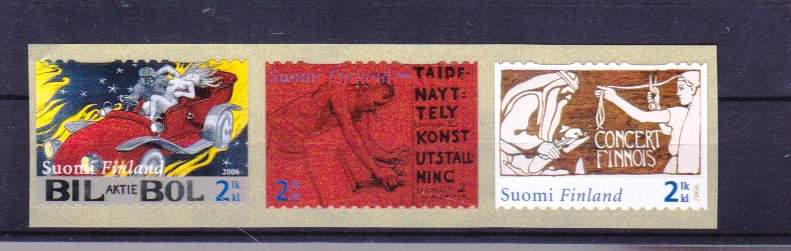 Suomi Finland
2006
BIL AKTIE BOL
2 lk
kl
Suomi Finland 2006
TAIDE-
NÄYT-
TELY
KONST
UTSTÄLL
NING
2 lk
kl
CONCERT
FINNOIS
Suomi Finland
2 lk
kl
2006